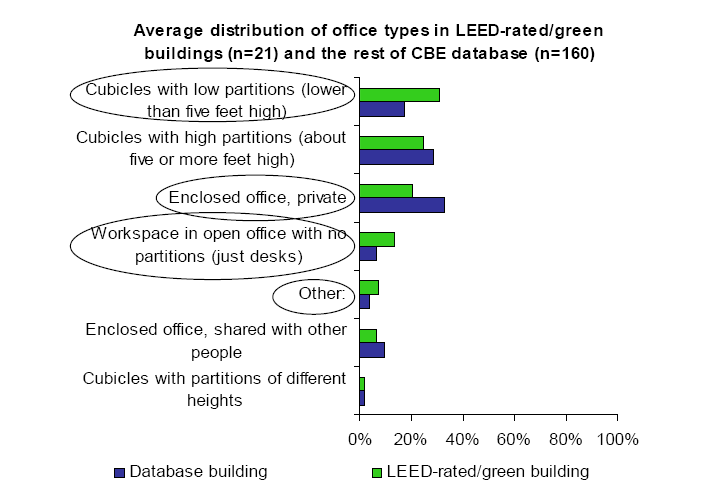 Average distribution of office types in LEED-rated/green
buildings (n=21) and the rest of CBE database (n=160)
Cubicles with low partitions (lower
than five feet high)
Cubicles with high partitions (about
five or more feet high)
Enclosed office, private
Workspace in open office with no
partitions (just desks)
Other:
Enclosed office, shared with other
people
Cubicles with partitions of different
heights
0% 20% 40% 60% 80% 100%
Database building LEED-rated/green building